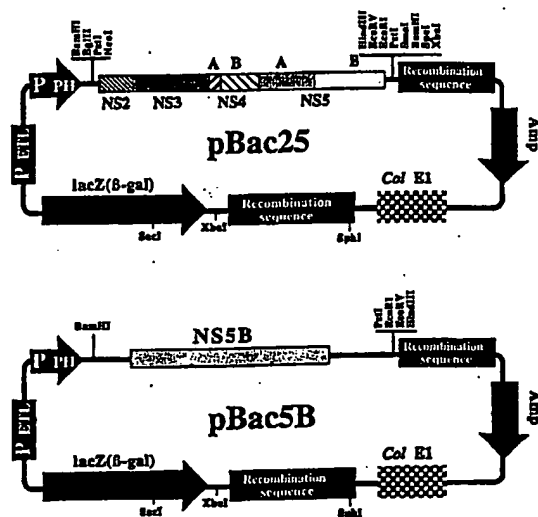 BamHI
BglII
PstI
NcoI
HindIII
EcoRV
EcoRI
PstI
SmaI
BamHI
SpeI
XbaI
A B A B
P PH
Recombination
sequence
NS2 NS3 NS4 NS5
pBac25
P ETL
Amp
lacZ(ß-gal)
Recombination
sequence
Col E1
SacI
XbaI
SphI
BamHI
PstI
EcoRI
EcoRV
HindIII
NS5B
P PH
Recombination
sequence
pBac5B
P ETL
Amp
lacZ(ß-gal)
Recombination
sequence
Col E1
SacI
XbaI
SphI